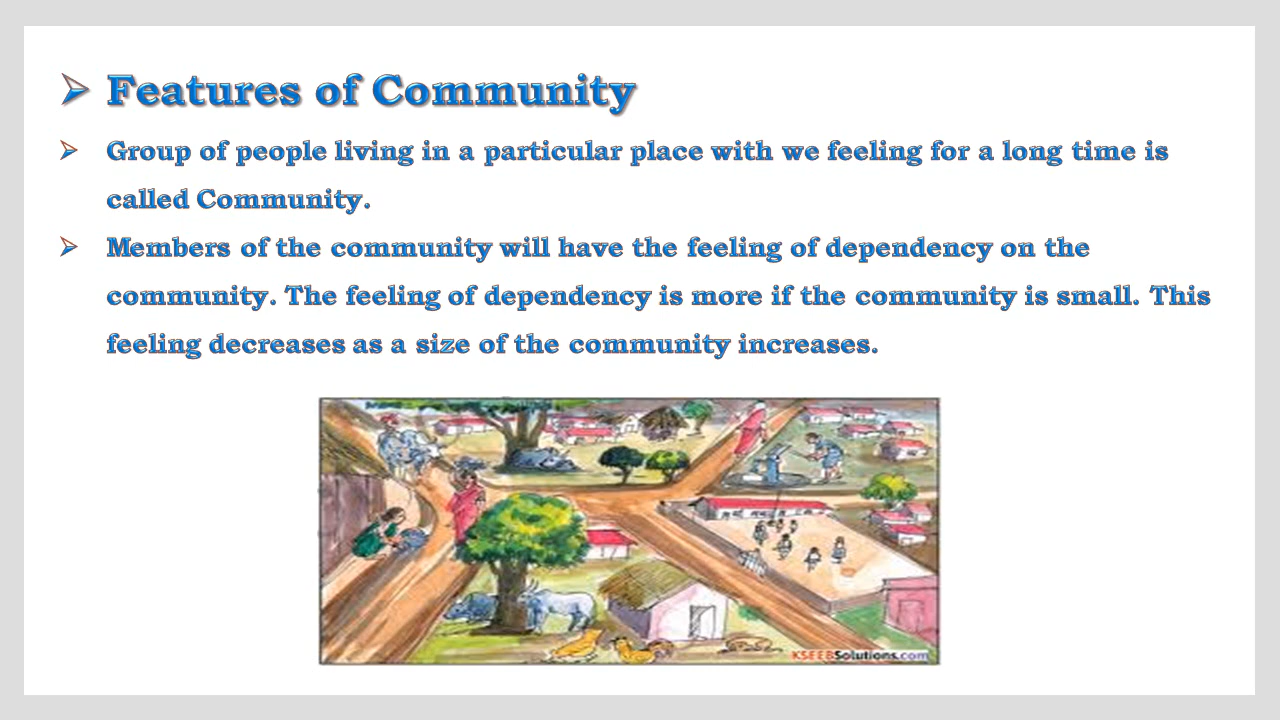 Features of Community
Group of people living in a particular place with we feeling for a long time is
called Community.
Members of the community will have the feeling of dependency on the
community. The feeling of dependency is more if the community is small. This
feeling decreases as a size of the community increases.
KSEEBSolutions.com